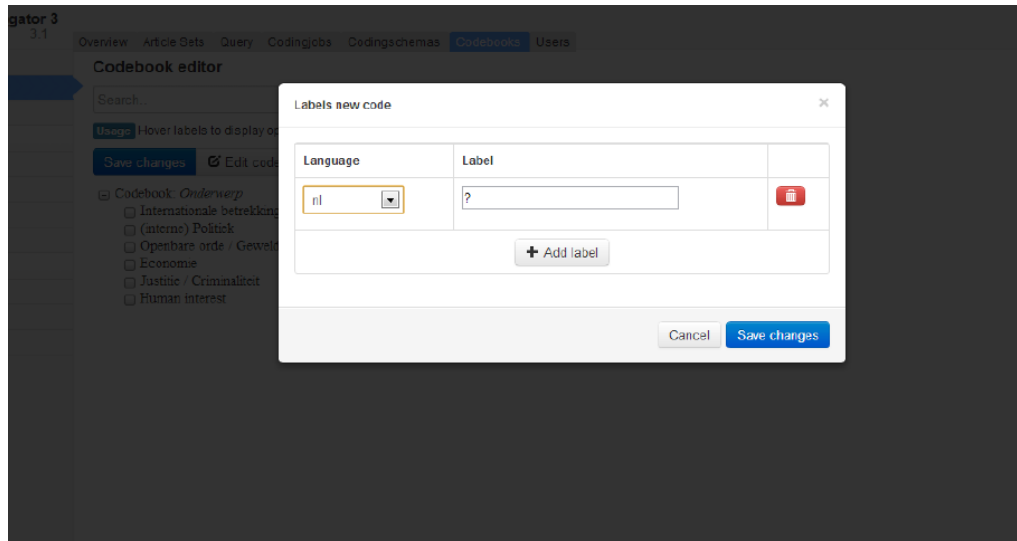 gator 3
3.1
Overview Article Sets Query Codingjobs Codingschemas Codebooks Users
Codebook editor
Search...
Usage Hover labels to display op
Save changes Edit code
Codebook: Onderwerp
Internationale betrekking
(interne) Politiek
Openbare orde / Geweld
Economie
Justitie / Criminaliteit
Human interest
Labels new code ×
Language Label
nl ?
Add label
Cancel Save changes